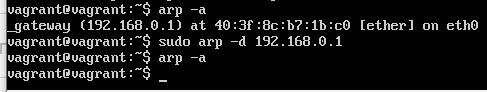 vagrant@vagrant:~$ arp -a
_gateway (192.168.0.1) at 40:3f:8c:b7:1b:c0 [ether] on eth0
vagrant@vagrant:~$ sudo arp -d 192.168.0.1
vagrant@vagrant:~$ arp -a
vagrant@vagrant:~$ _